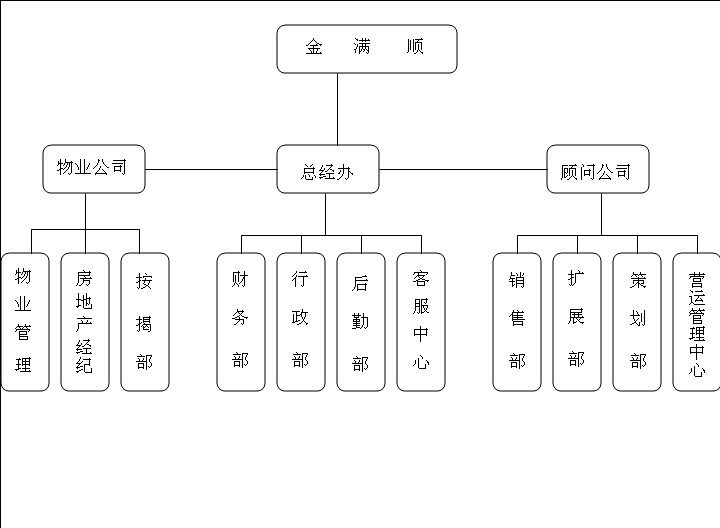 金 满 顺
物业公司
总经办
顾问公司
物业管理
房地产经纪
按揭部
财务部
行政部
后勤部
客服中心
销售部
扩展部
策划部
营运管理中心